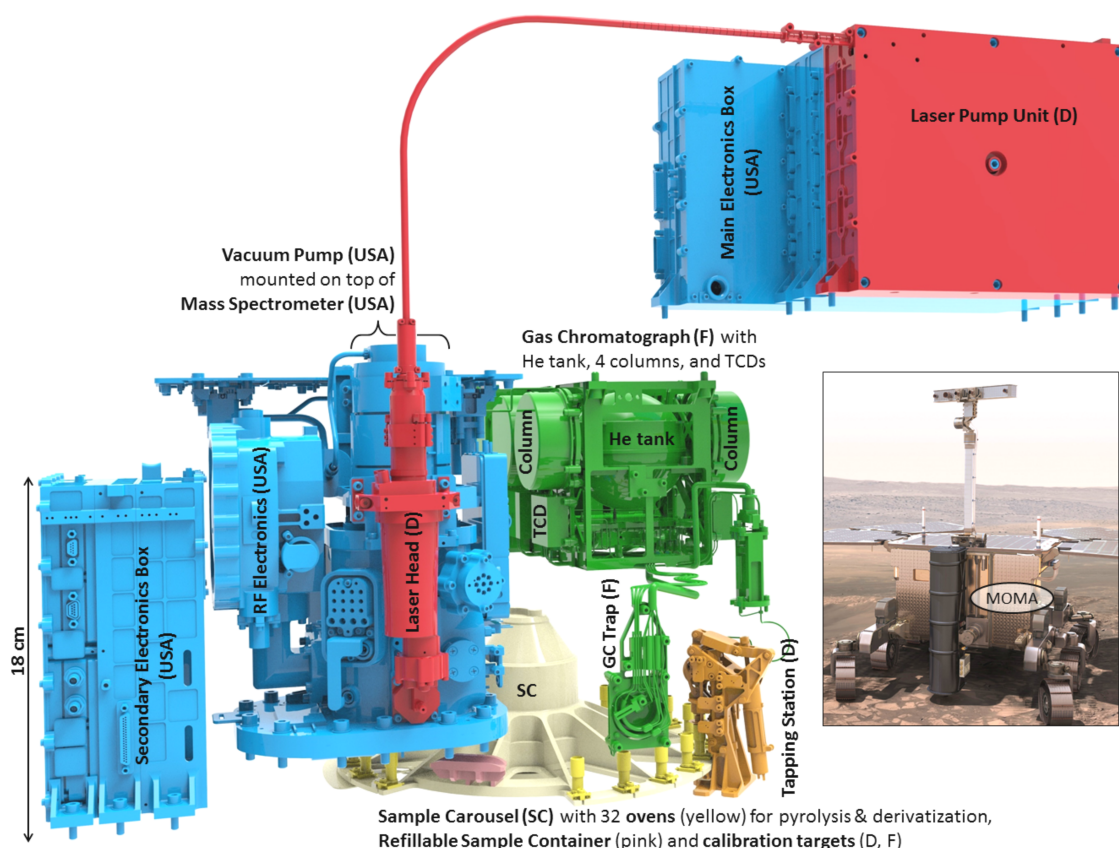 Main Electronics Box
(USA)
Laser Pump Unit (D)
Vacuum Pump (USA)
mounted on top of
Mass Spectrometer (USA)
Gas Chromatograph (F) with
He tank, 4 columns, and TCDs
Column
He tank
Column
TCD
RF Electronics (USA)
Laser Head (D)
Secondary Electronics Box
(USA)
18 cm
GC Trap (F)
SC
Tapping Station (D)
MOMA
Sample Carousel (SC) with 32 ovens (yellow) for pyrolysis & derivatization,
Refillable Sample Container (pink) and calibration targets (D, F)